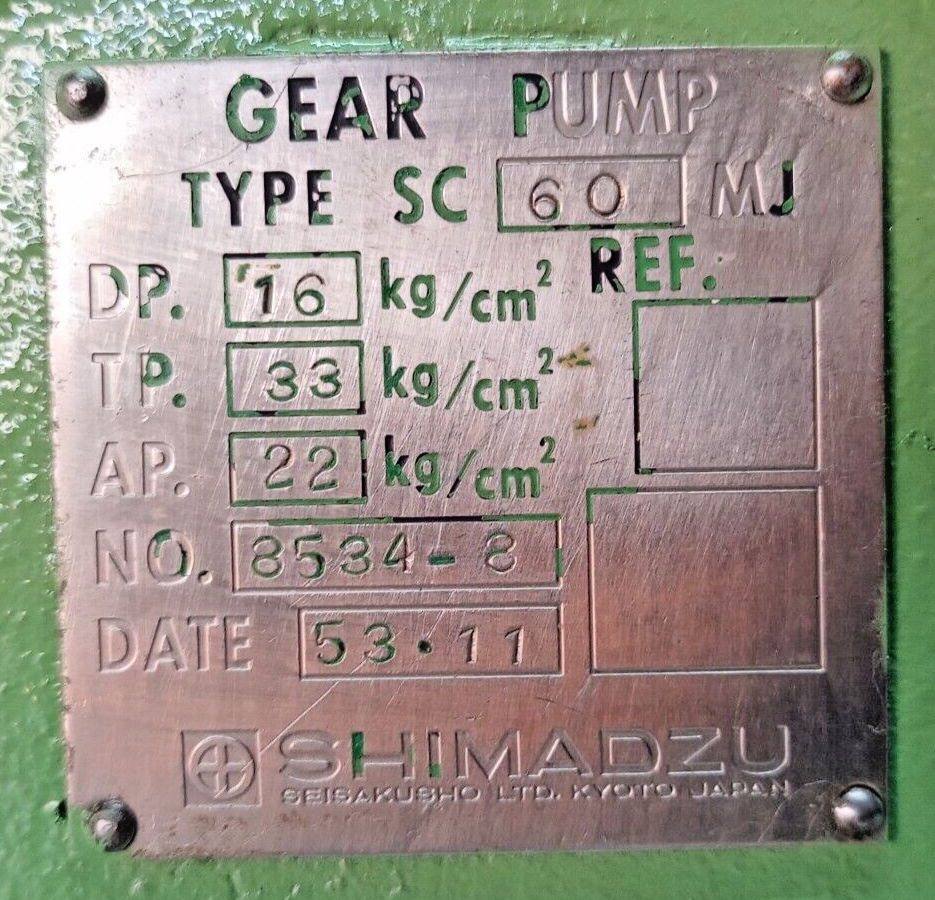 GEAR PUMP
TYPE SC 60 MJ
REF.
DP. 16 kg/cm²
TP. 33 kg/cm²
AP. 22 kg/cm²
NO. 8534-8
DATE 53·11
SHIMADZU
SEISAKUSHO LTD. KYOTO JAPAN